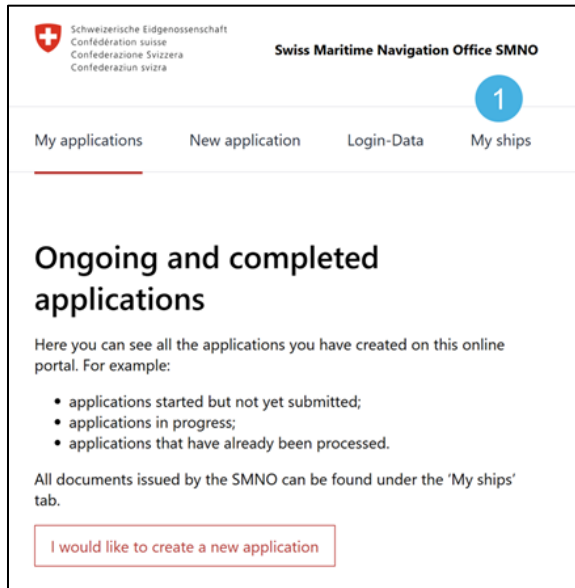 Schweizerische Eidgenossenschaft
Confédération suisse
Confederazione Svizzera
Confederaziun svizra
Swiss Maritime Navigation Office SMNO
1
My applications New application Login-Data My ships
Ongoing and completed
applications
Here you can see all the applications you have created on this online
portal. For example:
• applications started but not yet submitted;
• applications in progress;
• applications that have already been processed.
All documents issued by the SMNO can be found under the ‘My ships’
tab.
I would like to create a new application